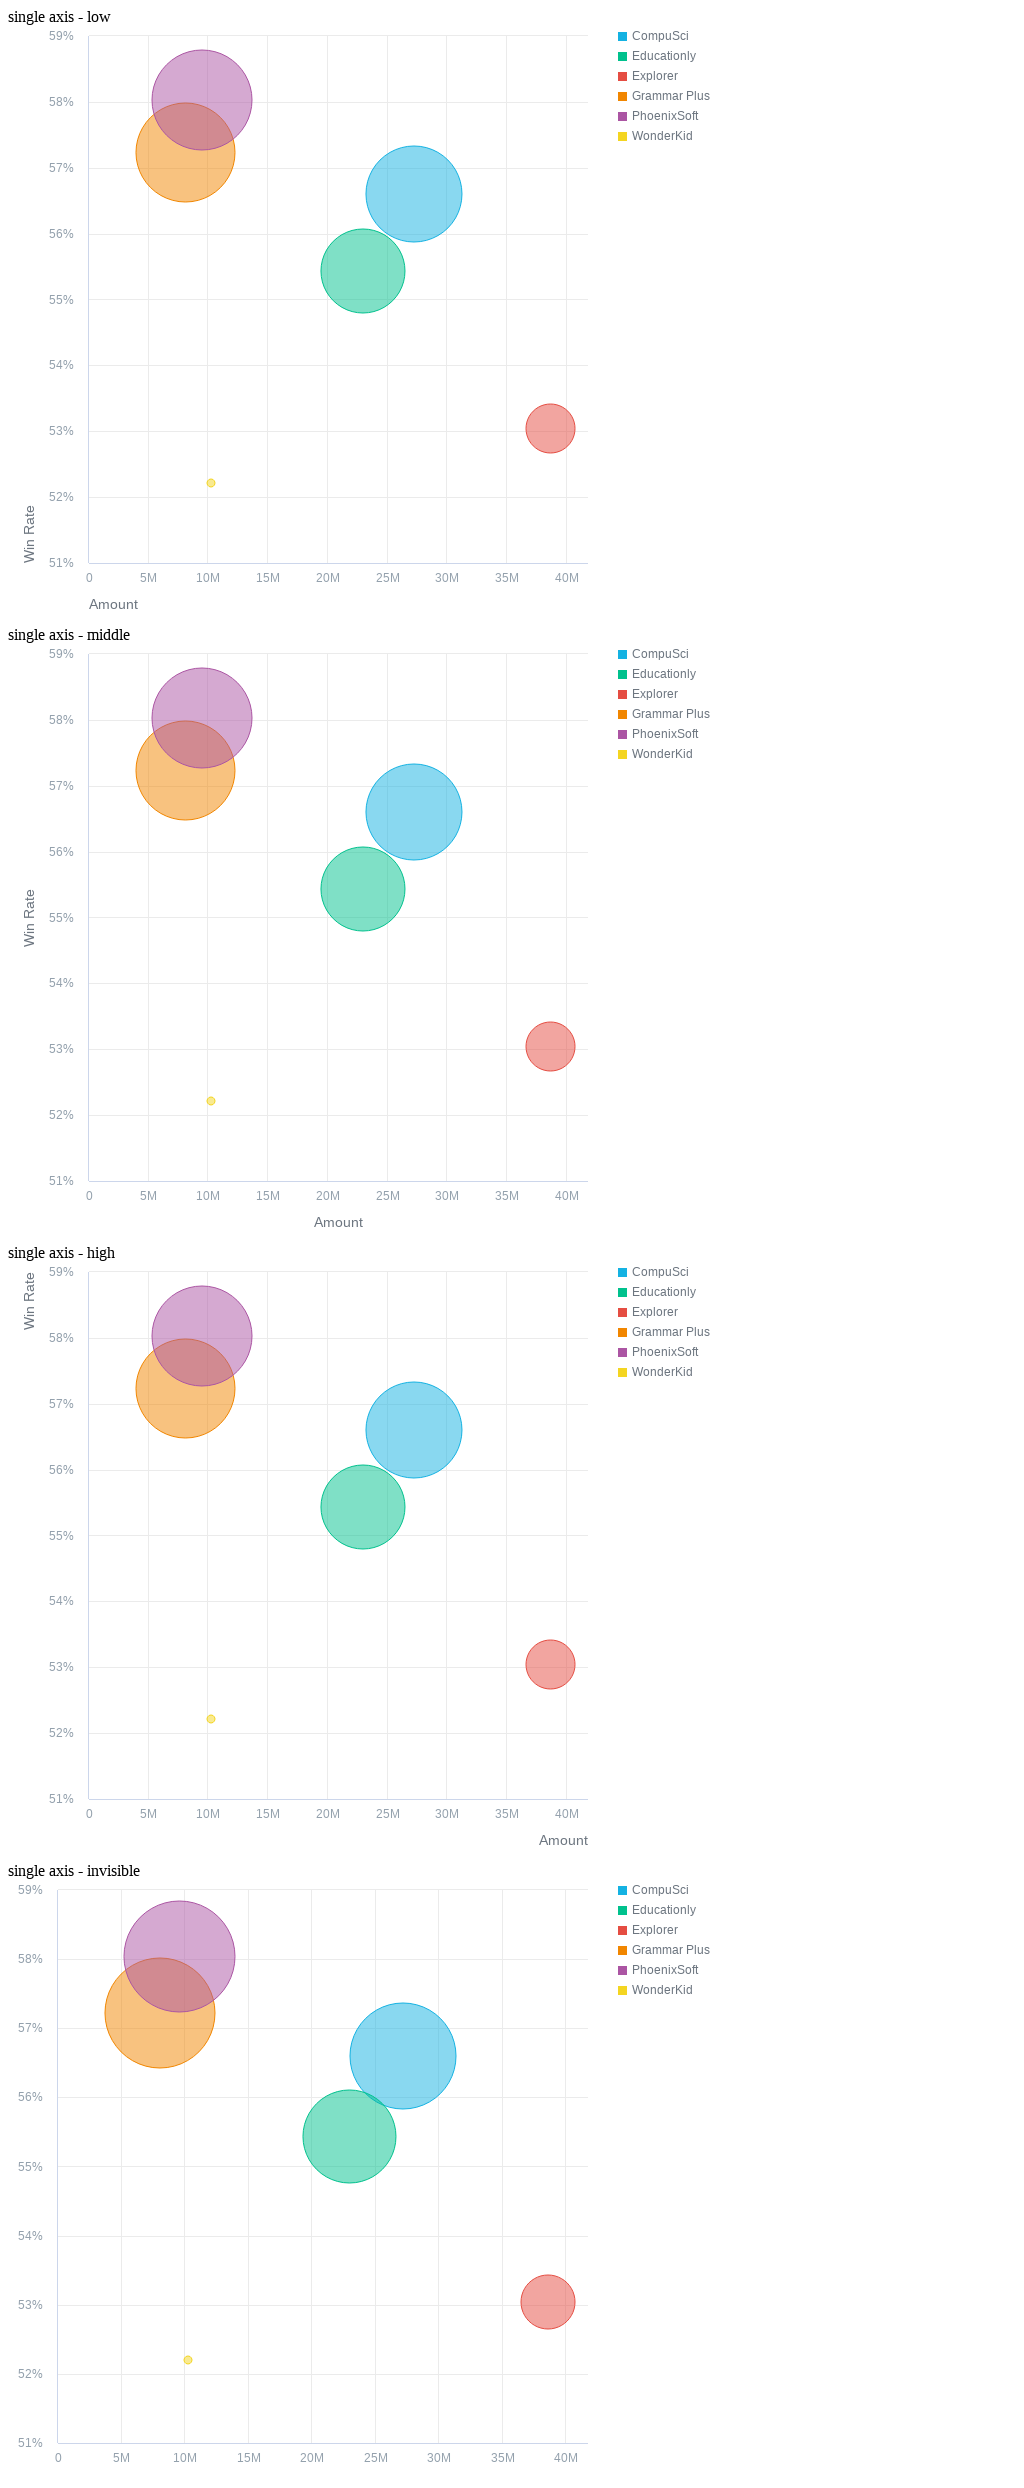 single axis - low
59%
58%
57%
56%
55%
54%
53%
52%
51%
Win Rate
0 5M 10M 15M 20M 25M 30M 35M 40M
Amount
CompuSci
Educationly
Explorer
Grammar Plus
PhoenixSoft
WonderKid
single axis - middle
59%
58%
57%
56%
55%
54%
53%
52%
51%
Win Rate
0 5M 10M 15M 20M 25M 30M 35M 40M
Amount
CompuSci
Educationly
Explorer
Grammar Plus
PhoenixSoft
WonderKid
single axis - high
59%
58%
57%
56%
55%
54%
53%
52%
51%
Win Rate
0 5M 10M 15M 20M 25M 30M 35M 40M
Amount
CompuSci
Educationly
Explorer
Grammar Plus
PhoenixSoft
WonderKid
single axis - invisible
59%
58%
57%
56%
55%
54%
53%
52%
51%
0 5M 10M 15M 20M 25M 30M 35M 40M
CompuSci
Educationly
Explorer
Grammar Plus
PhoenixSoft
WonderKid